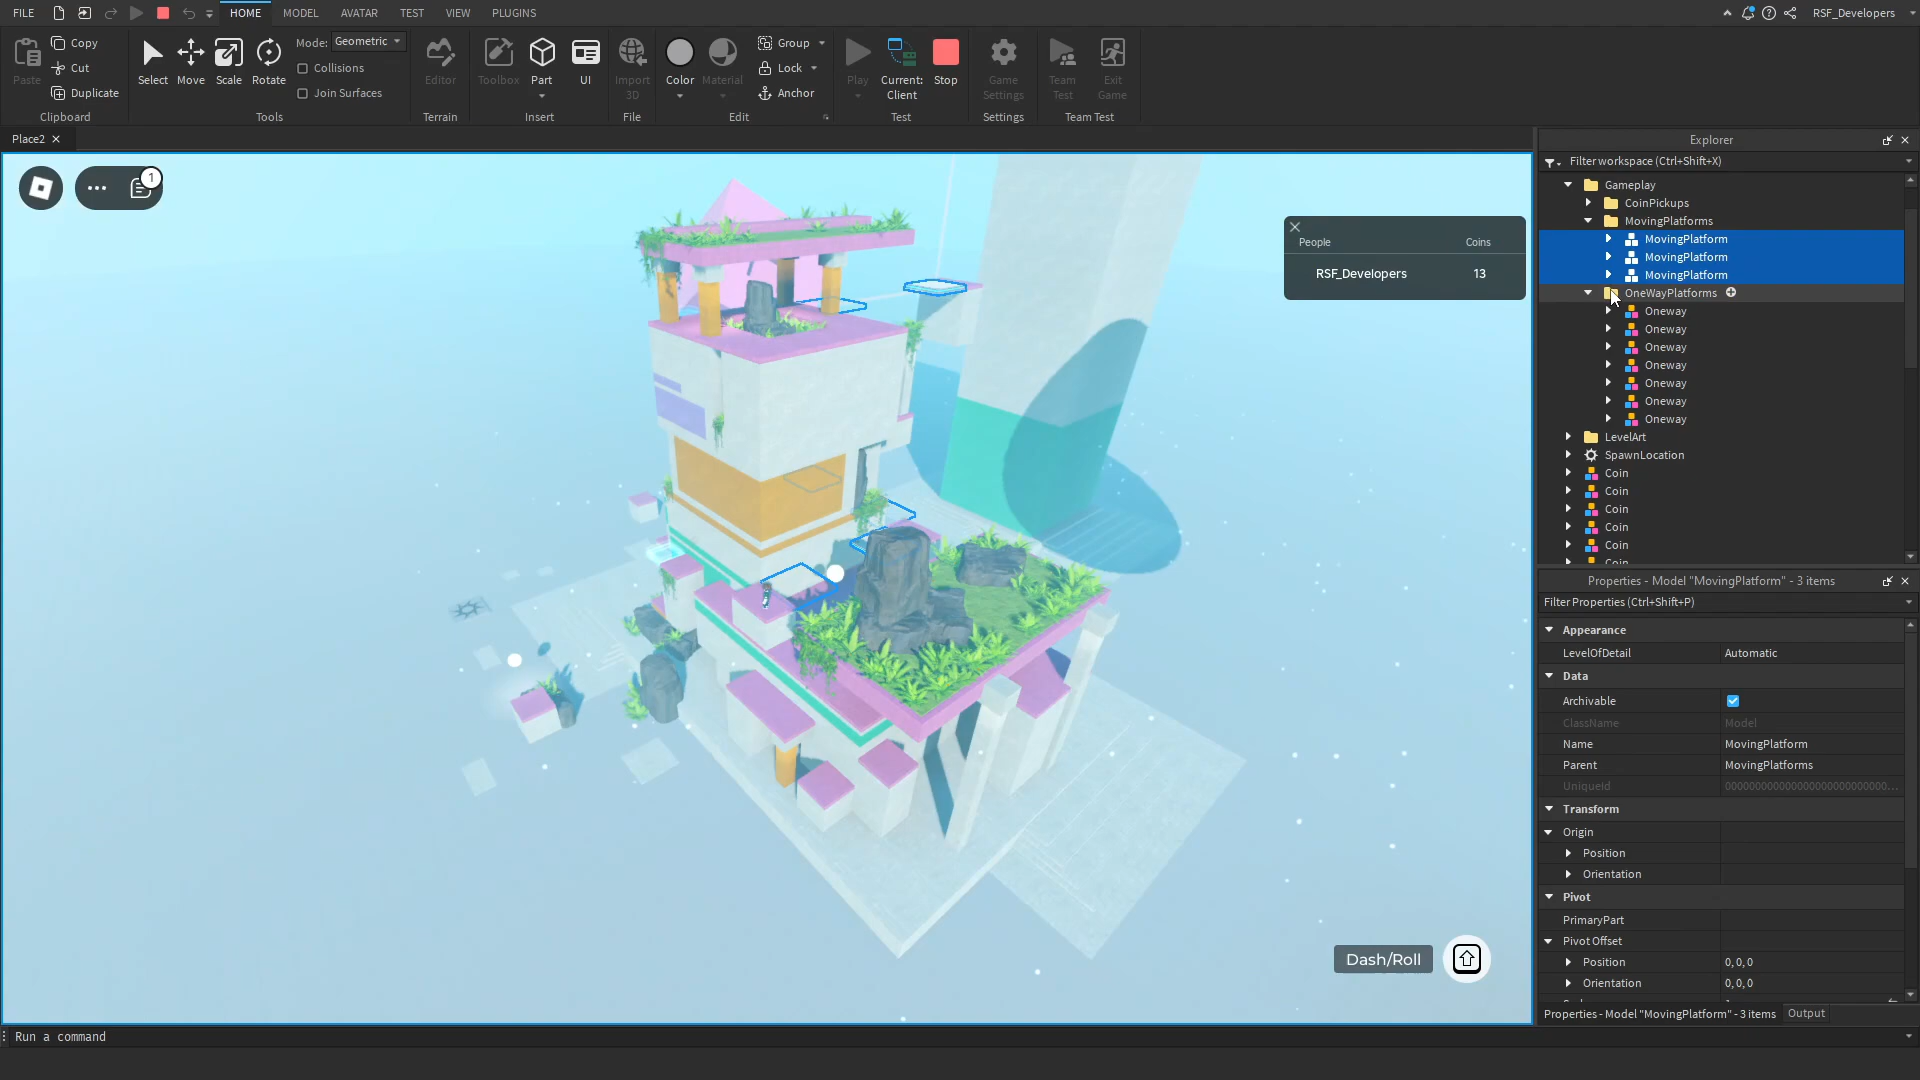 FILE
HOME
MODEL
AVATAR
TEST
VIEW
PLUGINS
RSF_Developers
Paste
Copy
Cut
Duplicate
Clipboard
Select
Move
Scale
Rotate
Mode: Geometric
Collisions
Join Surfaces
Tools
Editor
Terrain
Toolbox
Part
UI
Insert
Import
3D
File
Color
Material
Group
Lock
Anchor
Edit
Play
Current:
Client
Stop
Test
Game
Settings
Settings
Team
Test
Exit
Game
Team Test
Place2
1
People Coins
RSF_Developers 13
Dash/Roll
Explorer
Filter workspace (Ctrl+Shift+X)
Gameplay
CoinPickups
MovingPlatforms
MovingPlatform
MovingPlatform
MovingPlatform
OneWayPlatforms
Oneway
Oneway
Oneway
Oneway
Oneway
Oneway
Oneway
LevelArt
SpawnLocation
Coin
Coin
Coin
Coin
Coin
Coin
Properties - Model "MovingPlatform" - 3 items
Filter Properties (Ctrl+Shift+P)
Appearance
LevelOfDetail Automatic
Data
Archivable
ClassName Model
Name MovingPlatform
Parent MovingPlatforms
UniqueId
Transform
Origin
Position
Orientation
Pivot
PrimaryPart
Pivot Offset
Position 0, 0, 0
Orientation 0, 0, 0
Properties - Model "MovingPlatform" - 3 items
Output
Run a command